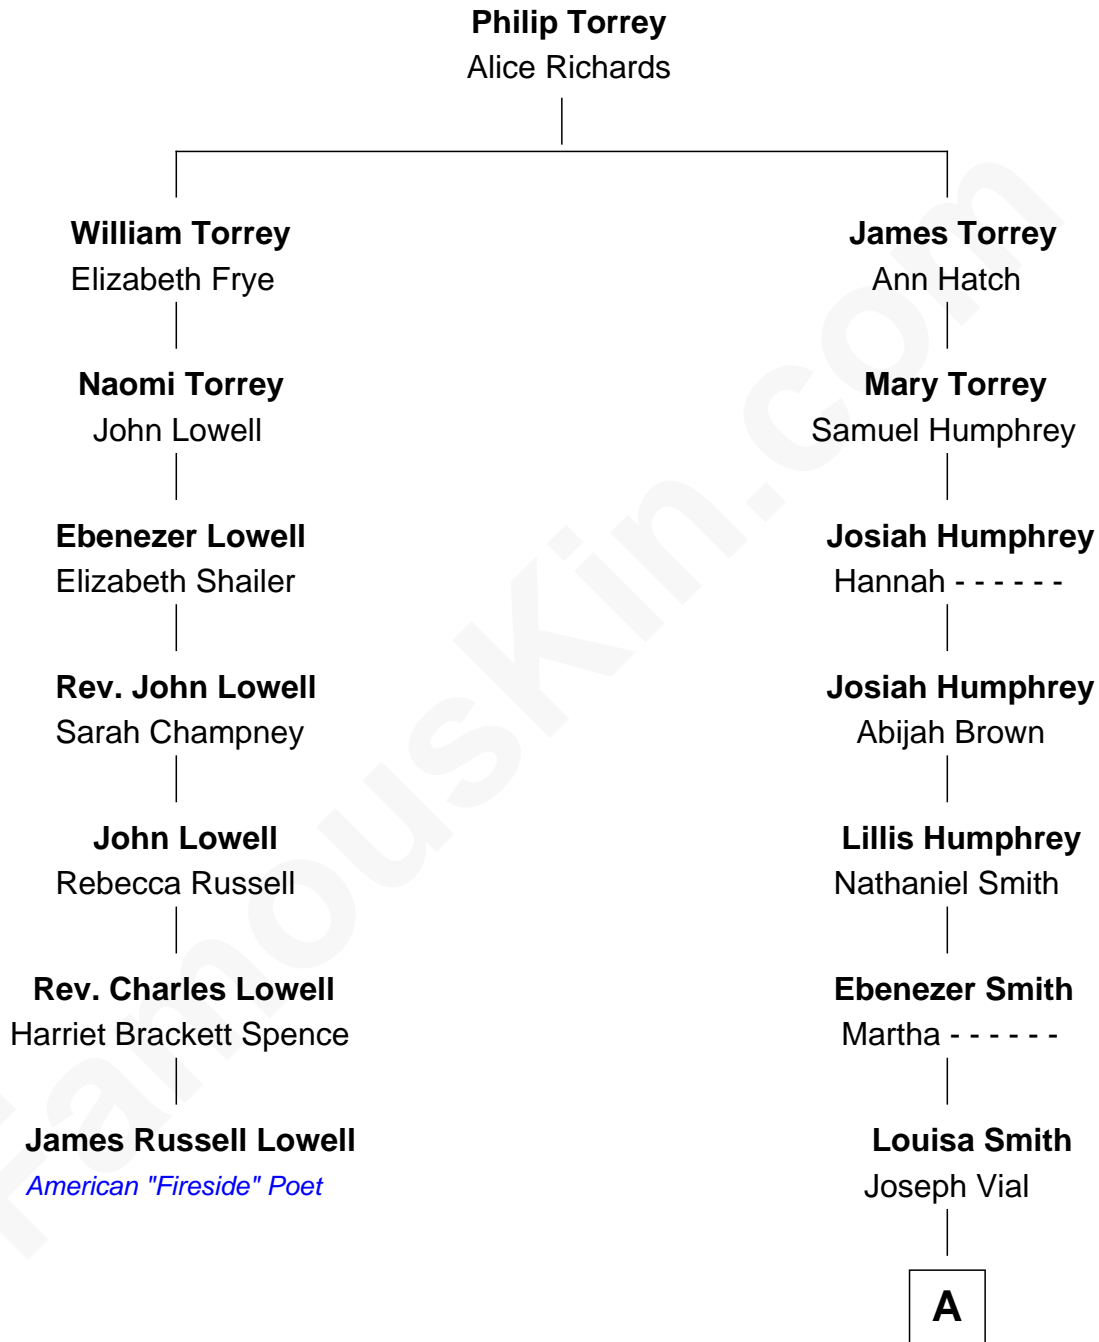 Philip Torrey
Alice Richards
William Torrey
Elizabeth Frye
Naomi Torrey
John Lowell
Ebenezer Lowell
Elizabeth Shailer
Rev. John Lowell
Sarah Champney
John Lowell
Rebecca Russell
Rev. Charles Lowell
Harriet Brackett Spence
James Russell Lowell
American "Fireside" Poet
James Torrey
Ann Hatch
Mary Torrey
Samuel Humphrey
Josiah Humphrey
Hannah - - - - - -
Josiah Humphrey
Abijah Brown
Lillis Humphrey
Nathaniel Smith
Ebenezer Smith
Martha - - - - - -
Louisa Smith
Joseph Vial
A
FamousKin.com